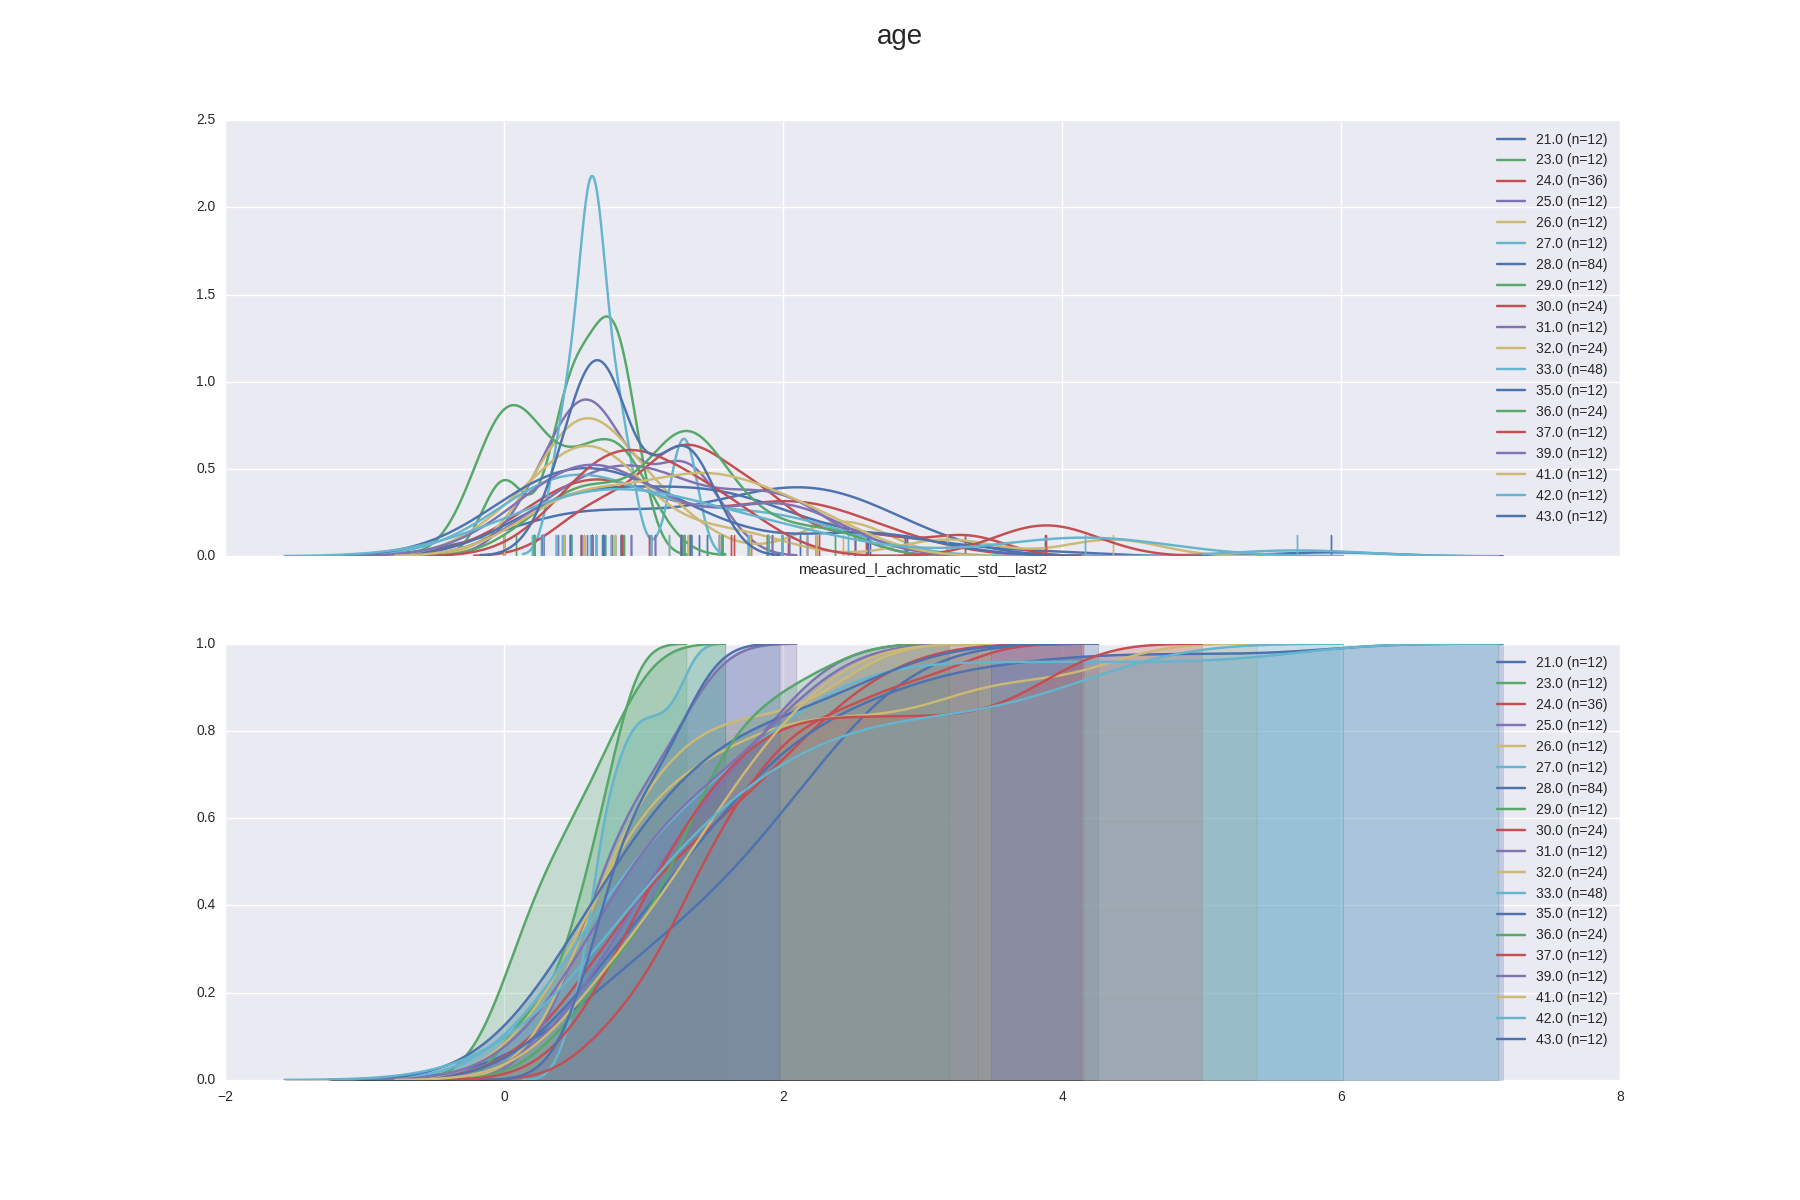 age
2.5
2.0
1.5
1.0
0.5
0.0
21.0 (n=12)
23.0 (n=12)
24.0 (n=36)
25.0 (n=12)
26.0 (n=12)
27.0 (n=12)
28.0 (n=84)
29.0 (n=12)
30.0 (n=24)
31.0 (n=12)
32.0 (n=24)
33.0 (n=48)
35.0 (n=12)
36.0 (n=24)
37.0 (n=12)
39.0 (n=12)
41.0 (n=12)
42.0 (n=12)
43.0 (n=12)
measured_l_achromatic__std__last2
1.0
0.8
0.6
0.4
0.2
0.0
21.0 (n=12)
23.0 (n=12)
24.0 (n=36)
25.0 (n=12)
26.0 (n=12)
27.0 (n=12)
28.0 (n=84)
29.0 (n=12)
30.0 (n=24)
31.0 (n=12)
32.0 (n=24)
33.0 (n=48)
35.0 (n=12)
36.0 (n=24)
37.0 (n=12)
39.0 (n=12)
41.0 (n=12)
42.0 (n=12)
43.0 (n=12)
−2 0 2 4 6 8